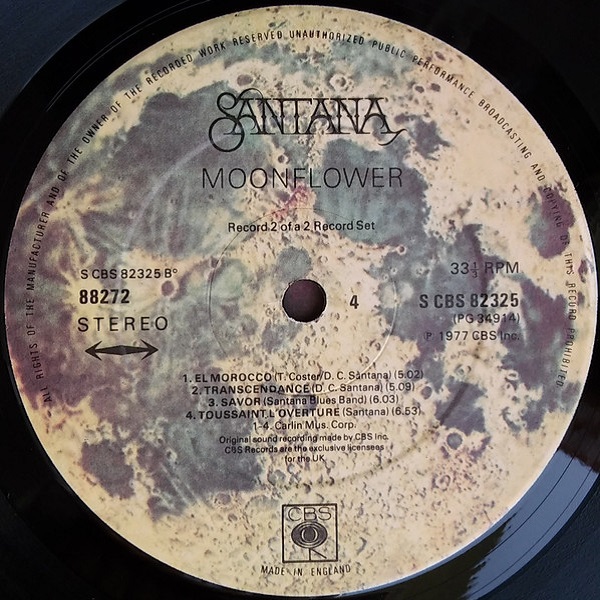 ALL RIGHTS OF THE MANUFACTURER AND OF THE OWNER OF THE RECORDED WORK RESERVED UNAUTHORIZED PUBLIC PERFORMANCE BROADCASTING AND COPYING OF THIS RECORD PROHIBITED
SANTANA
MOONFLOWER
Record 2 of a 2 Record Set
S CBS 82325 B°
88272
STEREO
4
33⅓ RPM
S CBS 82325
(PG 34914)
℗ 1977 CBS Inc.
1. EL MOROCCO (T. Coster/D. C. Santana) (5.02)
2. TRANSCENDANCE (D. C. Santana) (5.09)
3. SAVOR (Santana Blues Band) (6.03)
4. TOUSSAINT L'OVERTURE (Santana) (6.53)
1-4. Carlin Mus. Corp.
Original sound recording made by CBS Inc.
CBS Records are the exclusive licensees
for the UK
CBS
MADE IN ENGLAND